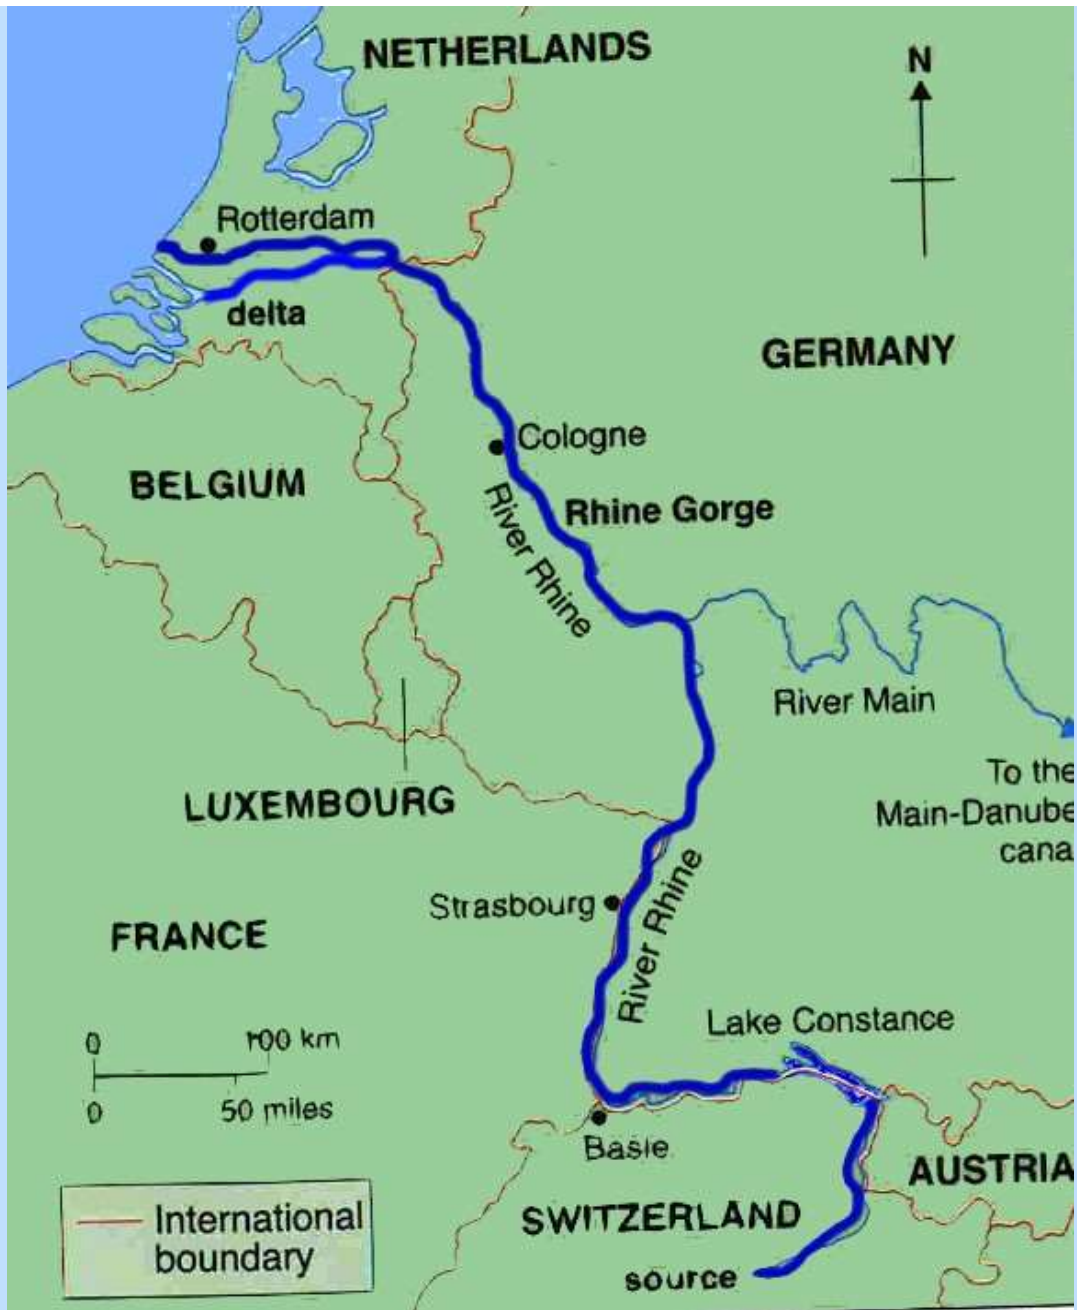 NETHERLANDS
N
Rotterdam
delta
GERMANY
Cologne
BELGIUM
Rhine Gorge
River Rhine
River Main
To the
Main-Danube
cana
LUXEMBOURG
Strasbourg
River Rhine
FRANCE
Lake Constance
0 100 km
0 50 miles
Basle
AUSTRIA
SWITZERLAND
source
International
boundary